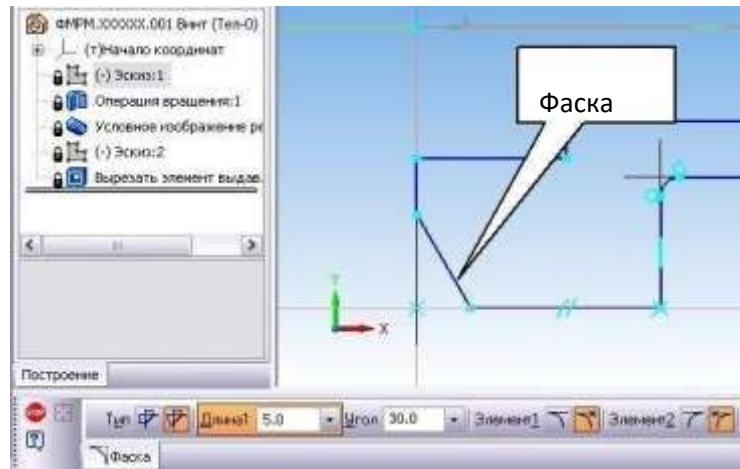 ФМРМ.XXXXXX.001 Винт (Тел-0)
(т)Начало координат
(-) Эскиз:1
Операция вращения:1
Условное изображение ре
(-) Эскиз:2
Вырезать элемент выдав
Фаска
Y
X
Построение
STOP
Тип Длина1 5.0 Угол 30.0 Элемент1 Элемент2
Фаска